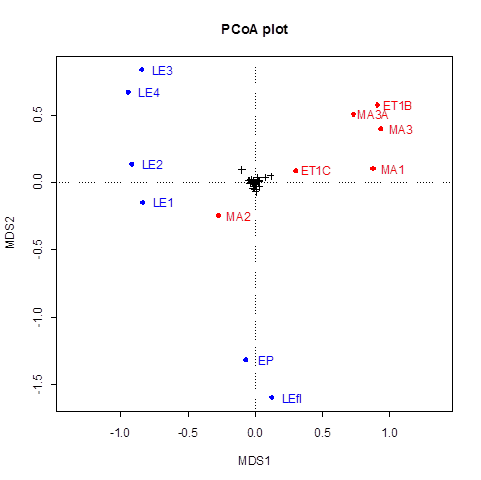 PCoA plot
LE3
LE4
ET1B
MA3A
MA3
LE2
ET1C
MA1
LE1
MA2
EP
LEfl
0.5
0.0
-0.5
-1.0
-1.5
MDS2
-1.0
-0.5
0.0
0.5
1.0
MDS1